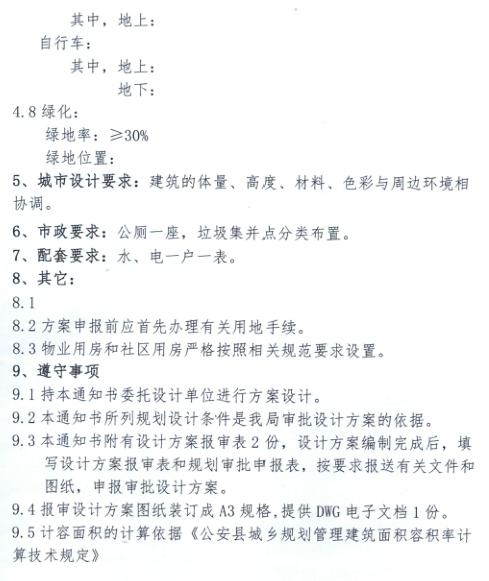 其中，地上：
自行车：
其中，地上：
地下：
4.8 绿化：
绿地率：≥30%
绿地位置：
5、城市设计要求：建筑的体量、高度、材料、色彩与周边环境相
协调。
6、市政要求：公厕一座，垃圾集并点分类布置。
7、配套要求：水、电一户一表。
8、其它：
8.1
8.2 方案申报前应首先办理有关用地手续。
8.3 物业用房和社区用房严格按照相关规范要求设置。
9、遵守事项
9.1 持本通知书委托设计单位进行方案设计。
9.2 本通知书所列规划设计条件是我局审批设计方案的依据。
9.3 本通知书附有设计方案报审表 2 份，设计方案编制完成后，填
写设计方案报审表和规划审批申报表，按要求报送有关文件和
图纸，申报审批设计方案。
9.4 报审设计方案图纸装订成 A3 规格,提供 DWG 电子文档 1 份。
9.5 计容面积的计算依据《公安县城乡规划管理建筑面积容积率计
算技术规定》